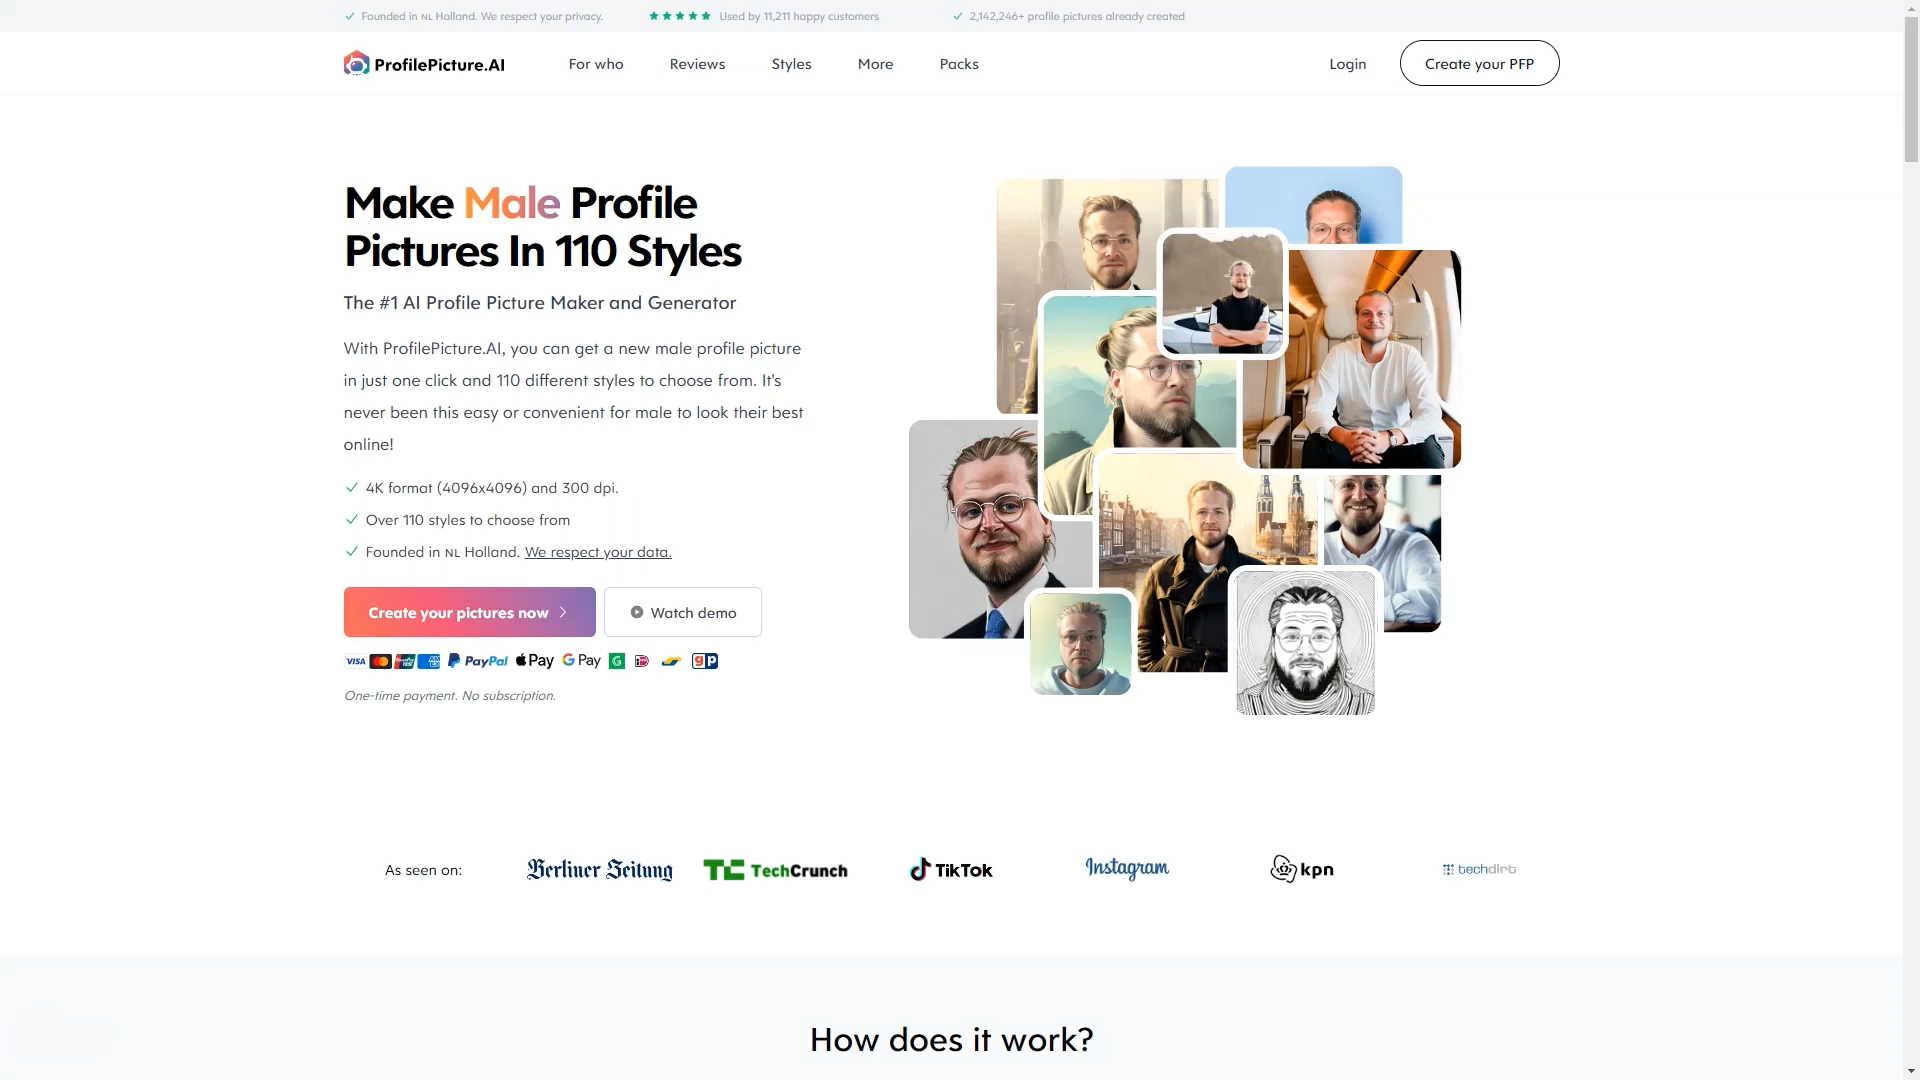 Founded in NL Holland. We respect your privacy.
Used by 11,211 happy customers
2,142,246+ profile pictures already created
ProfilePicture.AI
For who
Reviews
Styles
More
Packs
Login
Create your PFP
Make Male Profile
Pictures In 110 Styles
The #1 AI Profile Picture Maker and Generator
With ProfilePicture.AI, you can get a new male profile picture
in just one click and 110 different styles to choose from. It's
never been this easy or convenient for male to look their best
online!
4K format (4096x4096) and 300 dpi.
Over 110 styles to choose from
Founded in NL Holland. We respect your data.
Create your pictures now
Watch demo
VISA
PayPal
Pay
G Pay
G
gp
One-time payment. No subscription.
As seen on:
Berliner Zeitung
TC TechCrunch
TikTok
Instagram
kpn
techdirt
How does it work?